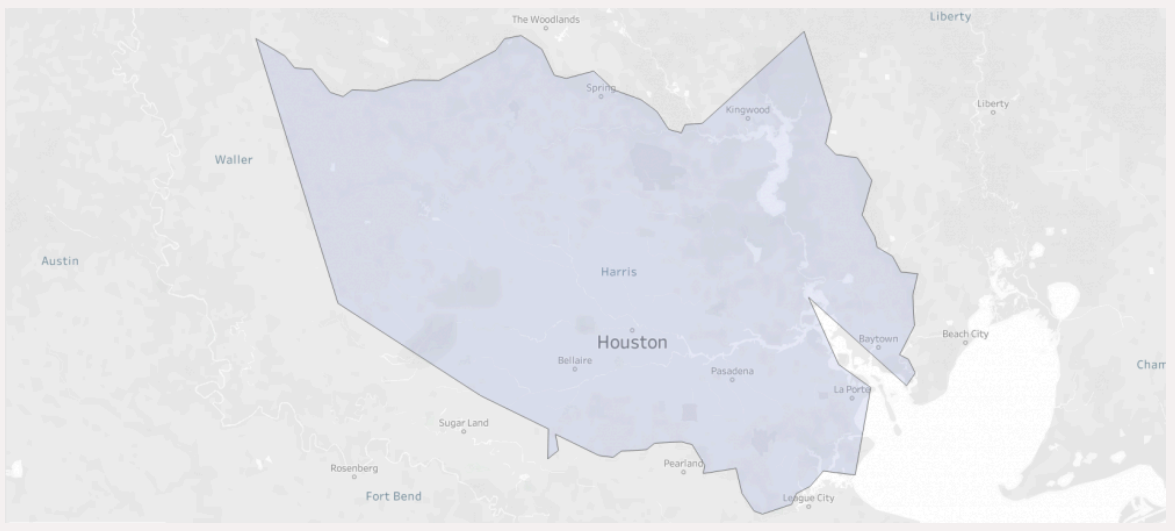 The Woodlands
Liberty
Spring
Liberty
Kingwood
Waller
Austin
Harris
Houston
Baytown
Beach City
Bellaire
Pasadena
Cham
La Porte
Sugar Land
Pearland
Rosenberg
Fort Bend
League City